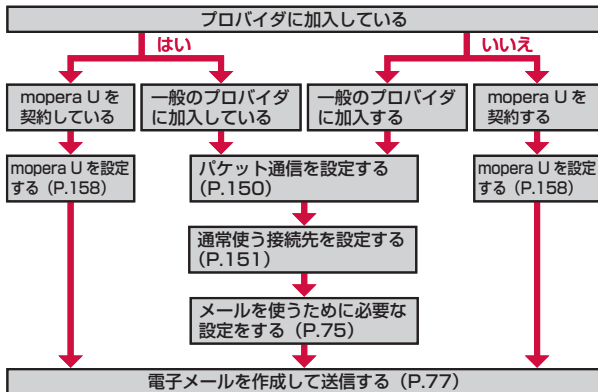 プロバイダに加入している
はい
いいえ
mopera U を
契約している
一般のプロバイダ
に加入している
一般のプロバイダ
に加入する
mopera U を
契約する
mopera U を設定
する（P.158）
パケット通信を設定する
（P.150）
mopera U を設定
する（P.158）
通常使う接続先を設定する
（P.151）
メールを使うために必要な
設定をする（P.75）
電子メールを作成して送信する（P.77）